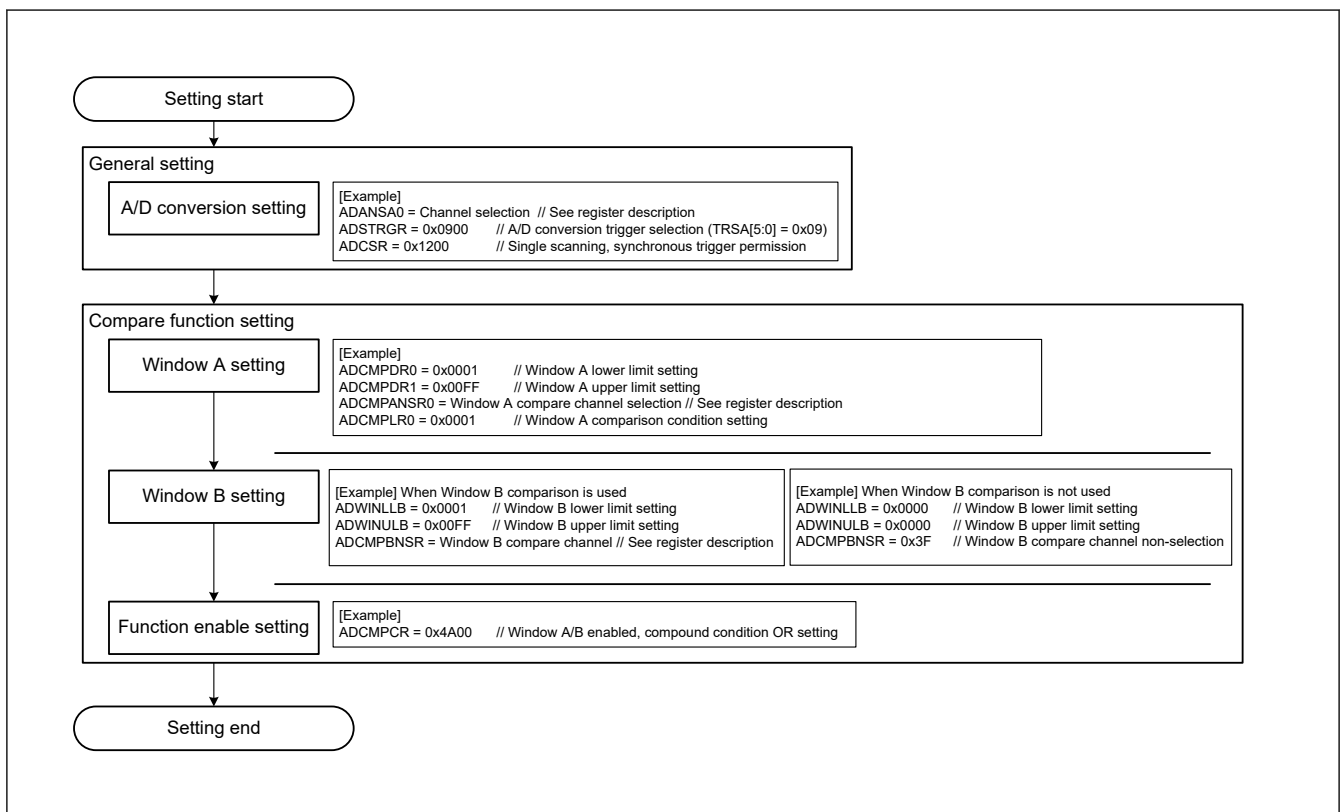 Setting start
General setting
A/D conversion setting
[Example]
ADANSA0 = Channel selection // See register description
ADSTRGR = 0x0900 // A/D conversion trigger selection (TRSA[5:0] = 0x09)
ADCSR = 0x1200 // Single scanning, synchronous trigger permission
Compare function setting
Window A setting
[Example]
ADCMPDR0 = 0x0001 // Window A lower limit setting
ADCMPDR1 = 0x00FF // Window A upper limit setting
ADCMPANSR0 = Window A compare channel selection // See register description
ADCMPLR0 = 0x0001 // Window A comparison condition setting
Window B setting
[Example] When Window B comparison is used
ADWINLLB = 0x0001 // Window B lower limit setting
ADWINULB = 0x00FF // Window B upper limit setting
ADCMPBNSR = Window B compare channel // See register description
[Example] When Window B comparison is not used
ADWINLLB = 0x0000 // Window B lower limit setting
ADWINULB = 0x0000 // Window B upper limit setting
ADCMPBNSR = 0x3F // Window B compare channel non-selection
Function enable setting
[Example]
ADCMPCR = 0x4A00 // Window A/B enabled, compound condition OR setting
Setting end